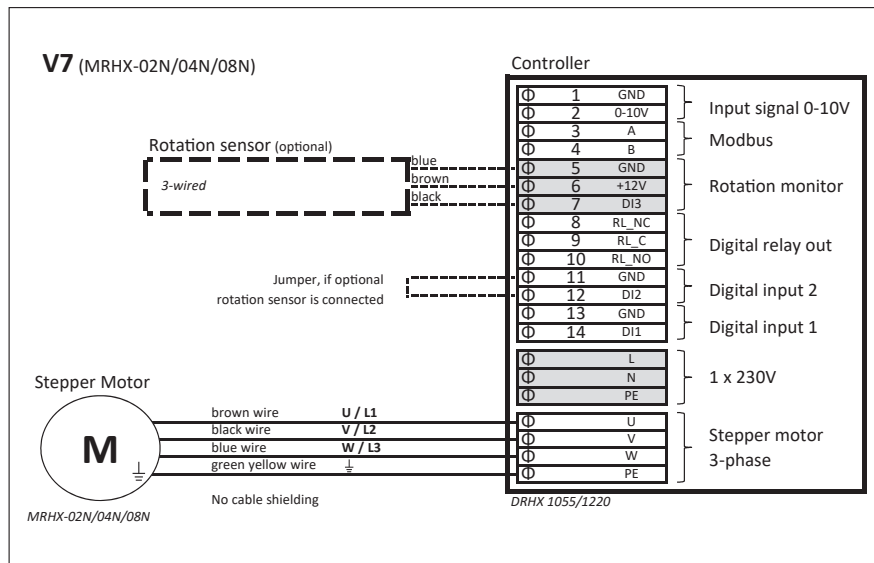 V7 (MRHX-02N/04N/08N)
Controller
1 GND
2 0-10V
Input signal 0-10V
3 A
4 B
Modbus
Rotation sensor (optional)
3-wired
blue
brown
black
5 GND
6 +12V
7 DI3
Rotation monitor
8 RL_NC
9 RL_C
10 RL_NO
Digital relay out
Jumper, if optional
rotation sensor is connected
11 GND
12 DI2
Digital input 2
13 GND
14 DI1
Digital input 1
L
N
PE
1 x 230V
Stepper Motor
M
MRHX-02N/04N/08N
brown wire U / L1
black wire V / L2
blue wire W / L3
green yellow wire
No cable shielding
U
V
W
PE
Stepper motor
3-phase
DRHX 1055/1220